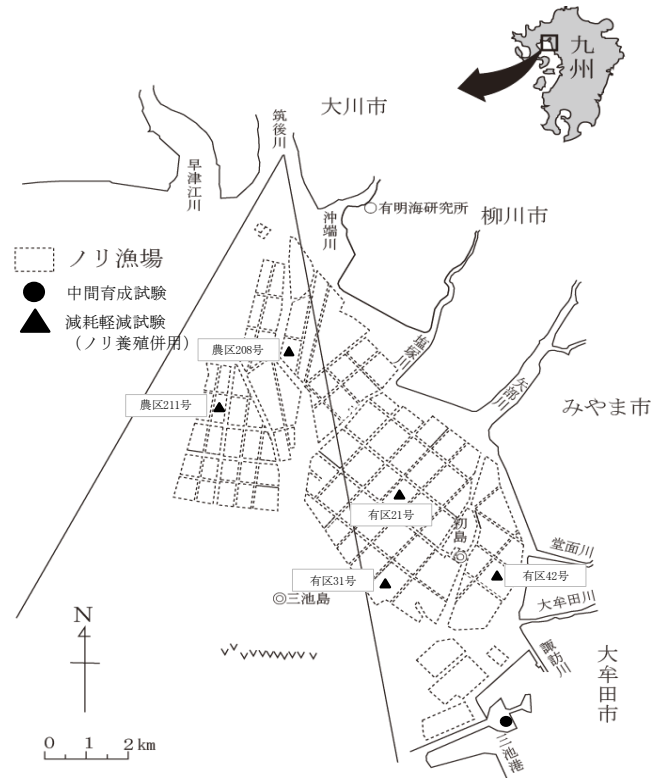 九州
大川市
筑後川
早津江川
沖端川
有明海研究所
柳川市
ノリ漁場
中間育成試験
減耗軽減試験
（ノリ養殖併用）
農区208号
塩塚川
矢部川
農区211号
みやま市
有区21号
初島
堂面川
有区31号
有区42号
三池島
大牟田川
N
諏訪川
大牟田市
三池港
0 1 2km